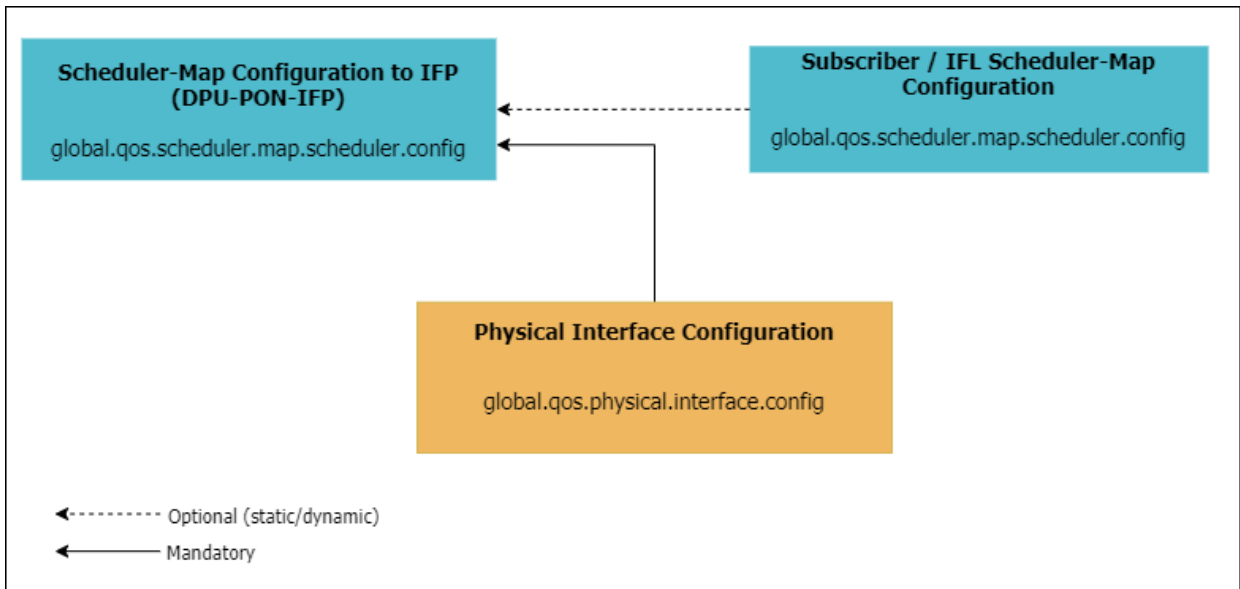 Scheduler-Map Configuration to IFP
(DPU-PON-IFP)
global.qos.scheduler.map.scheduler.config
Subscriber / IFL Scheduler-Map
Configuration
global.qos.scheduler.map.scheduler.config
Physical Interface Configuration
global.qos.physical.interface.config
Optional (static/dynamic)
Mandatory